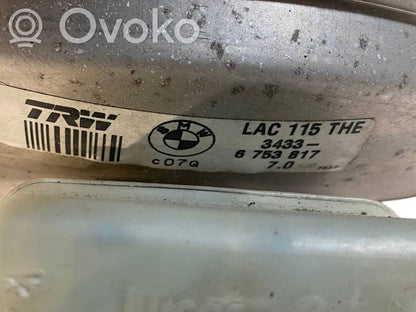 Ovoko
TRW
BMW
LAC 115 THE
3433-
6 753 817
7.0
c07Q